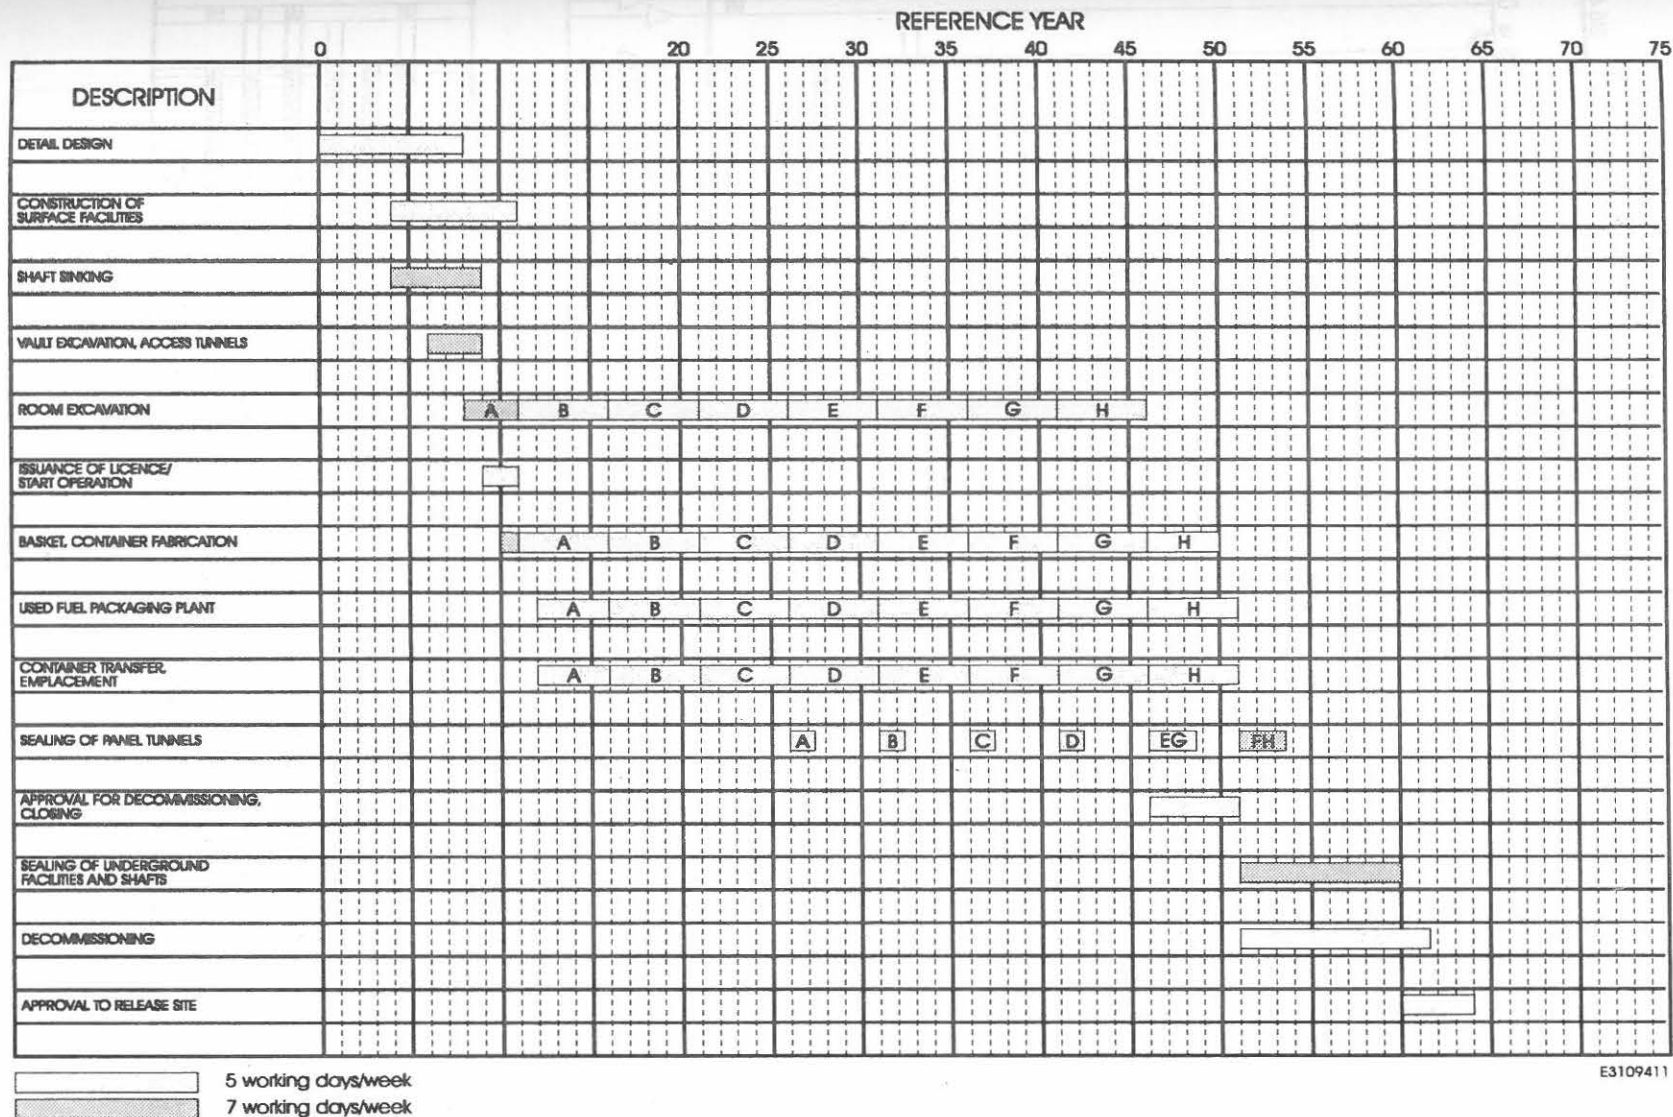 REFERENCE YEAR
0 20 25 30 35 40 45 50 55 60 65 70 75
DESCRIPTION
DETAIL DESIGN
CONSTRUCTION OF
SURFACE FACILITIES
SHAFT SINKING
VAULT EXCAVATION, ACCESS TUNNELS
ROOM EXCAVATION A B C D E F G H
ISSUANCE OF LICENCE/
START OPERATION
BASKET, CONTAINER FABRICATION A B C D E F G H
USED FUEL PACKAGING PLANT A B C D E F G H
CONTAINER TRANSFER,
EMPLACEMENT A B C D E F G H
SEALING OF PANEL TUNNELS A B C D EG FH
APPROVAL FOR DECOMMISSIONING,
CLOSING
SEALING OF UNDERGROUND
FACILITIES AND SHAFTS
DECOMMISSIONING
APPROVAL TO RELEASE SITE
E3109411
5 working days/week
7 working days/week